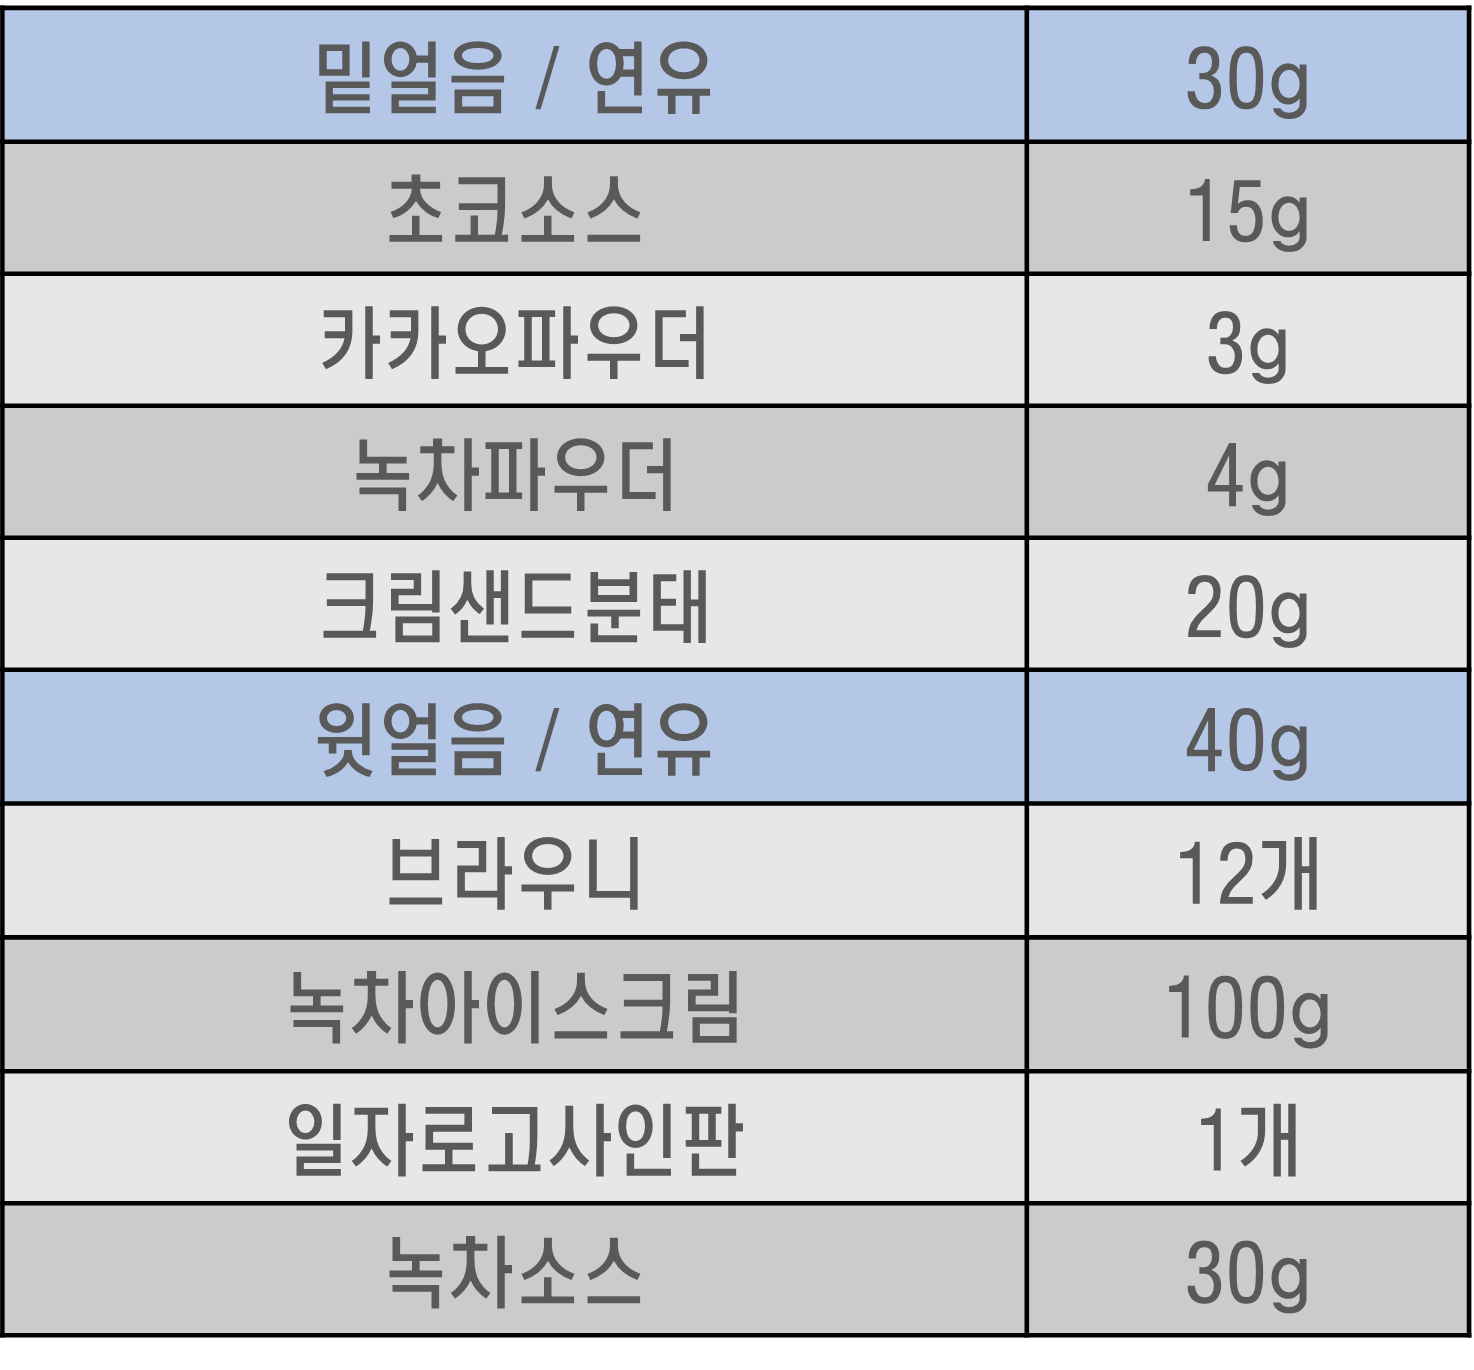 밑얼음 / 연유 30g
초코소스 15g
카카오파우더 3g
녹차파우더 4g
크림샌드분태 20g
윗얼음 / 연유 40g
브라우니 12개
녹차아이스크림 100g
일자로고사인판 1개
녹차소스 30g